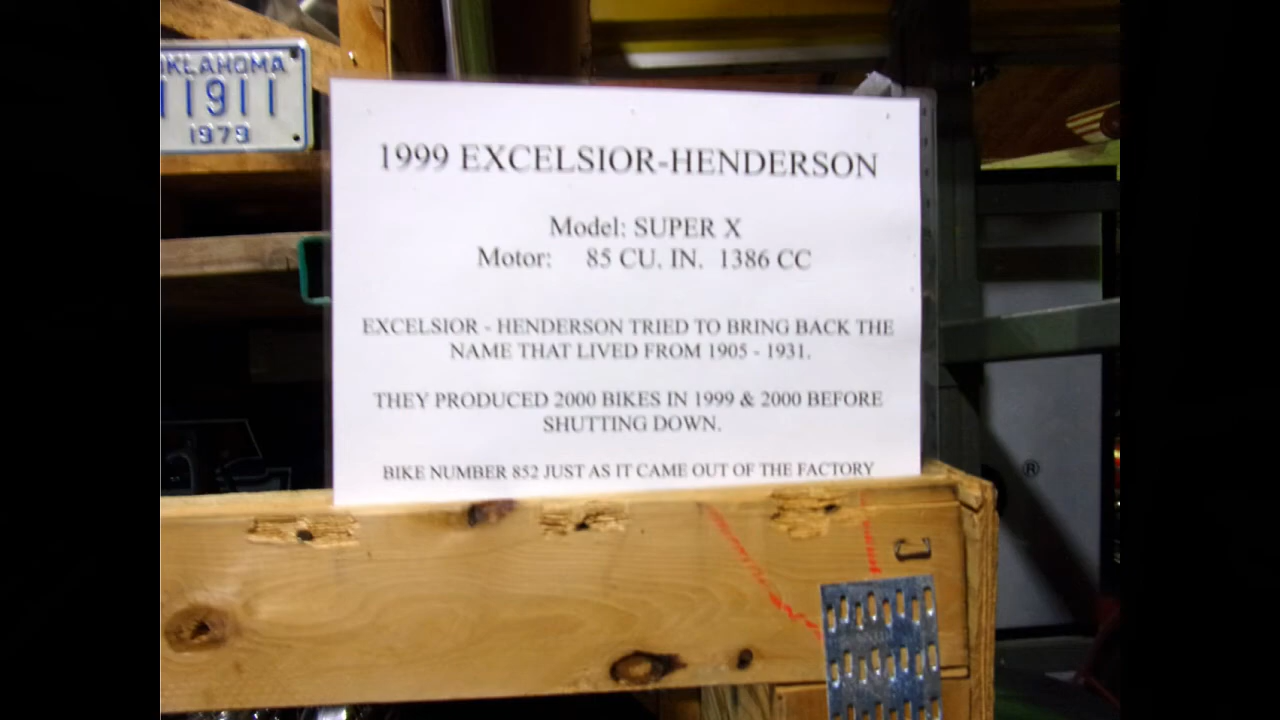 OKLAHOMA
11911
1979
1999 EXCELSIOR-HENDERSON
Model: SUPER X
Motor: 85 CU. IN. 1386 CC
EXCELSIOR - HENDERSON TRIED TO BRING BACK THE
NAME THAT LIVED FROM 1905 - 1931.
THEY PRODUCED 2000 BIKES IN 1999 & 2000 BEFORE
SHUTTING DOWN.
BIKE NUMBER 852 JUST AS IT CAME OUT OF THE FACTORY
®